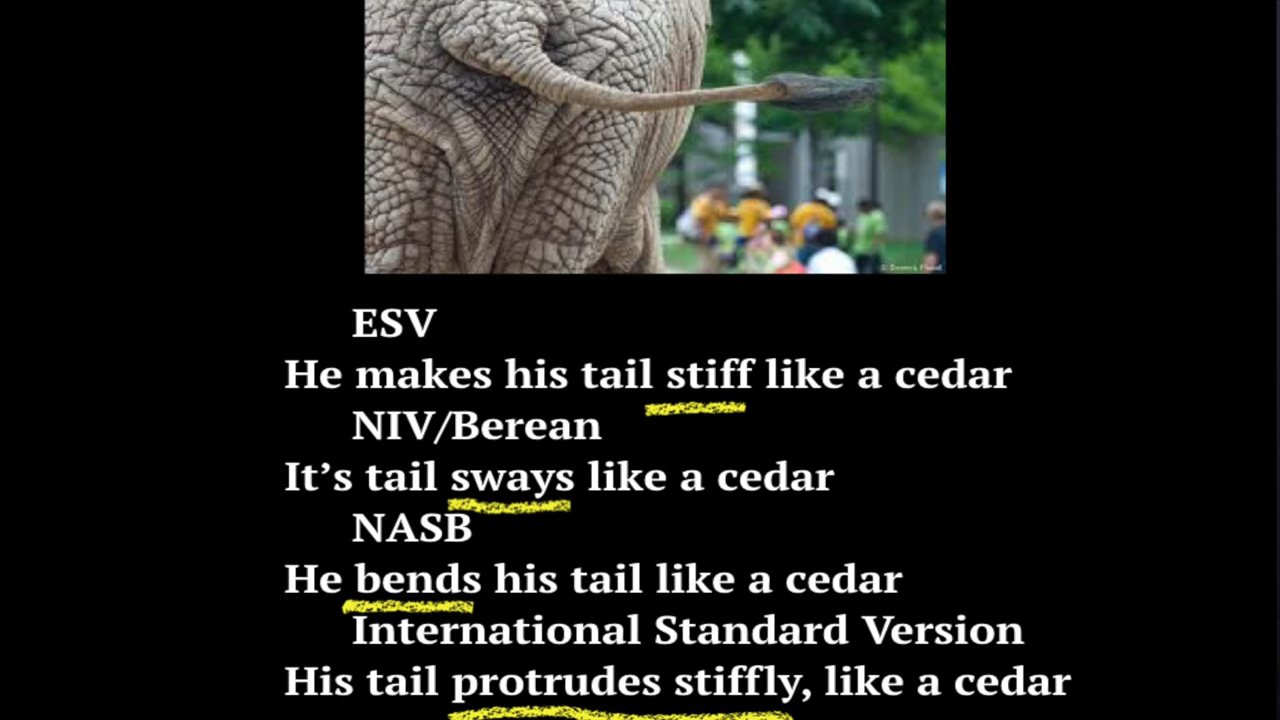 ESV
He makes his tail stiff like a cedar
NIV/Berean
It’s tail sways like a cedar
NASB
He bends his tail like a cedar
International Standard Version
His tail protrudes stiffly, like a cedar